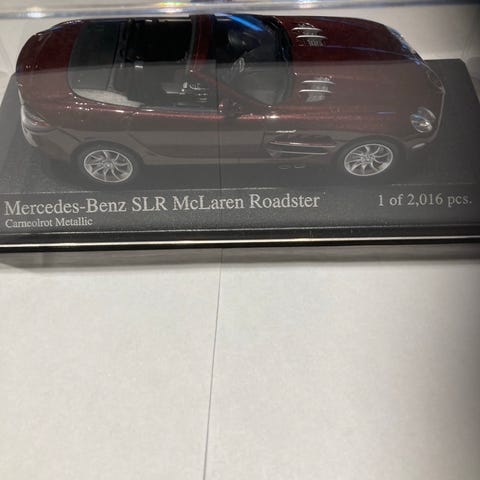 Mercedes-Benz SLR McLaren Roadster 1 of 2,016 pcs.
Carneolrot Metallic